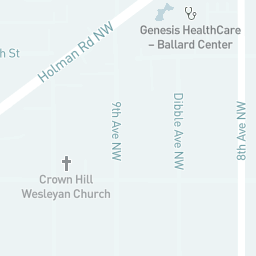 Genesis HealthCare
– Ballard Center
Holman Rd NW
h St
9th Ave NW
Dibble Ave NW
8th Ave NW
Crown Hill
Wesleyan Church